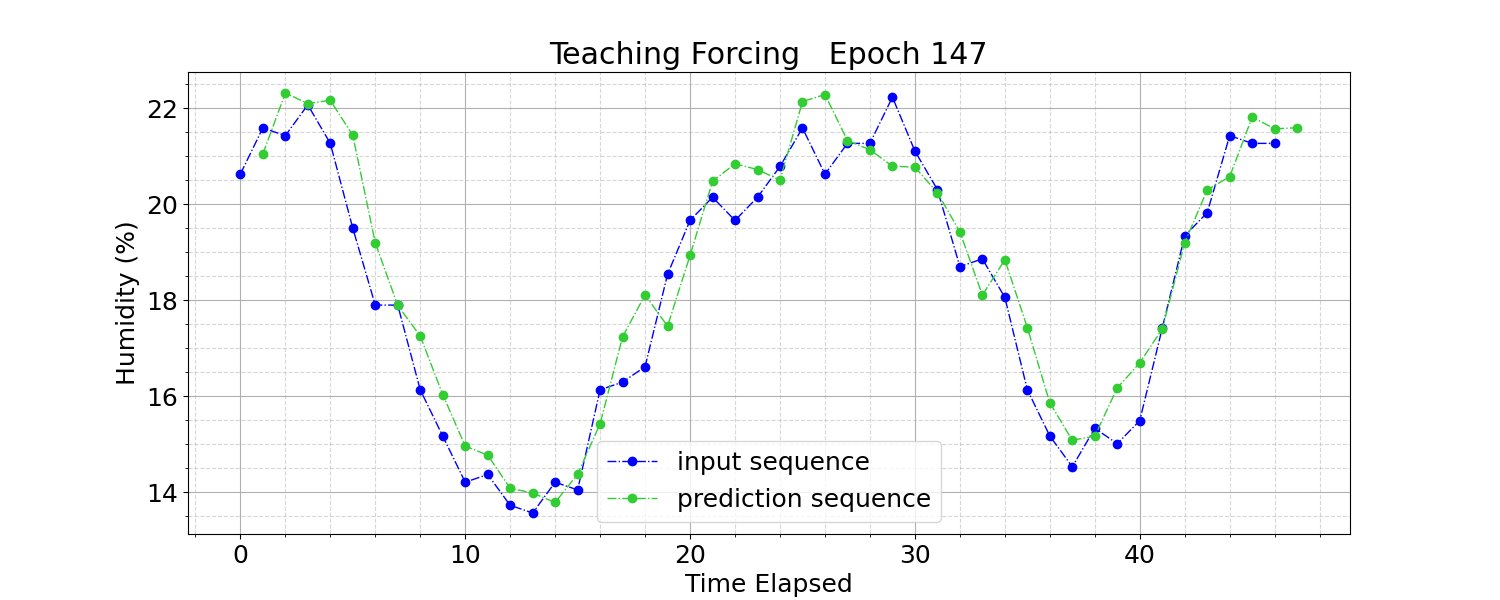 Teaching Forcing   Epoch 147
Humidity (%)
22
20
18
16
14
input sequence
prediction sequence
0 10 20 30 40
Time Elapsed